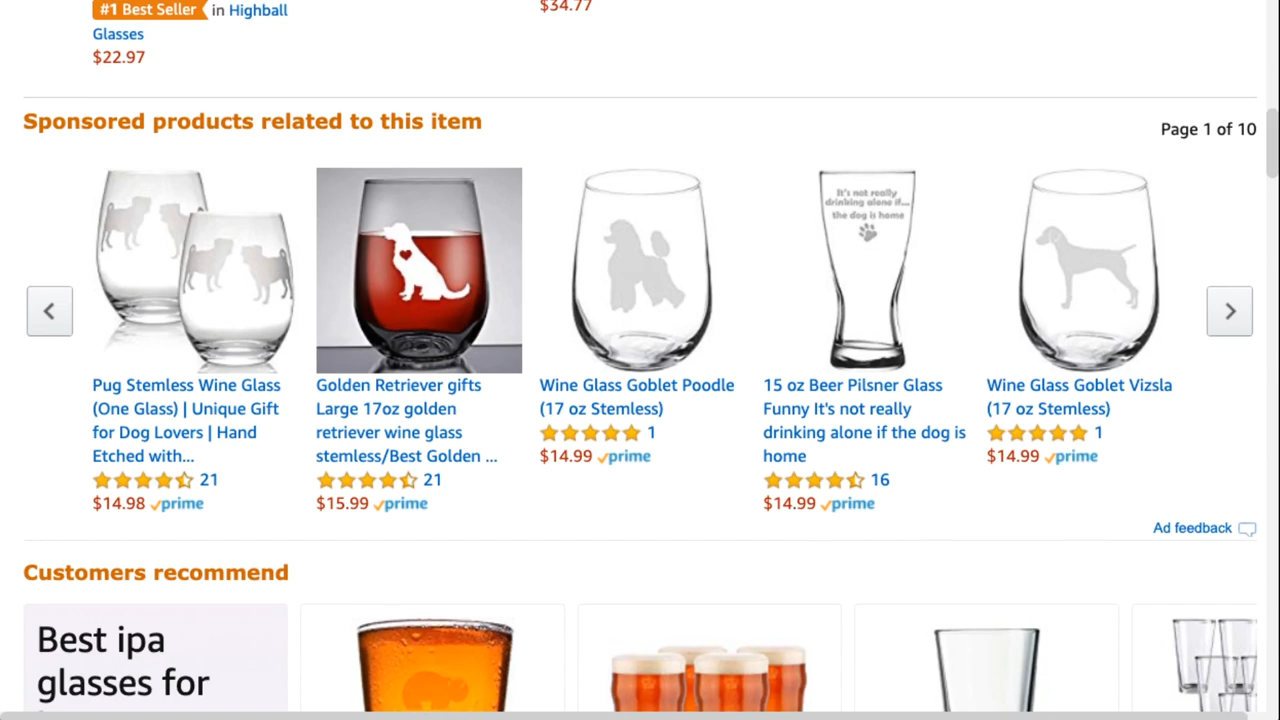 #1 Best Seller in Highball
Glasses
$22.97
$34.77
Sponsored products related to this item
Page 1 of 10
It's not really
drinking alone if...
the dog is home
Pug Stemless Wine Glass
(One Glass) | Unique Gift
for Dog Lovers | Hand
Etched with...
21
$14.98 prime
Golden Retriever gifts
Large 17oz golden
retriever wine glass
stemless/Best Golden ...
21
$15.99 prime
Wine Glass Goblet Poodle
(17 oz Stemless)
1
$14.99 prime
15 oz Beer Pilsner Glass
Funny It's not really
drinking alone if the dog is
home
16
$14.99 prime
Wine Glass Goblet Vizsla
(17 oz Stemless)
1
$14.99 prime
Ad feedback
Customers recommend
Best ipa
glasses for